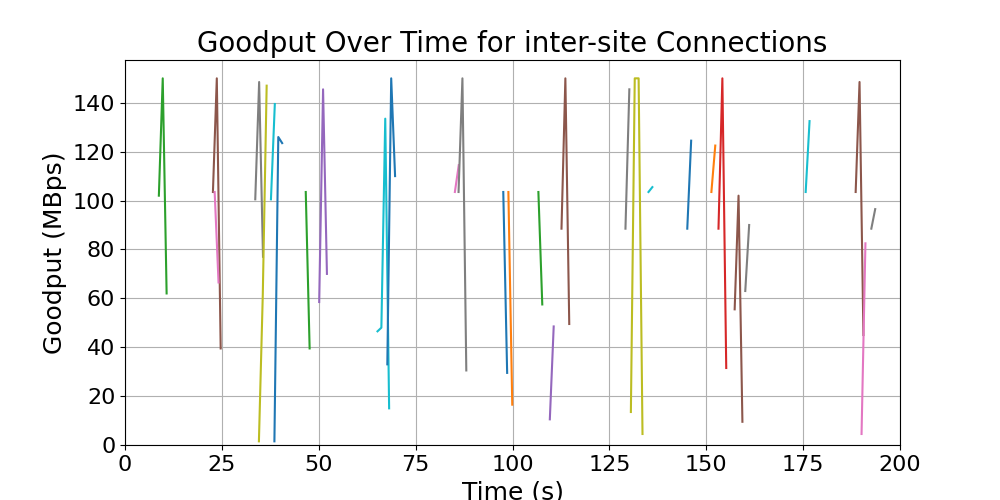 Goodput Over Time for inter-site Connections
Goodput (MBps)
140
120
100
80
60
40
20
0
0 25 50 75 100 125 150 175 200
Time (s)